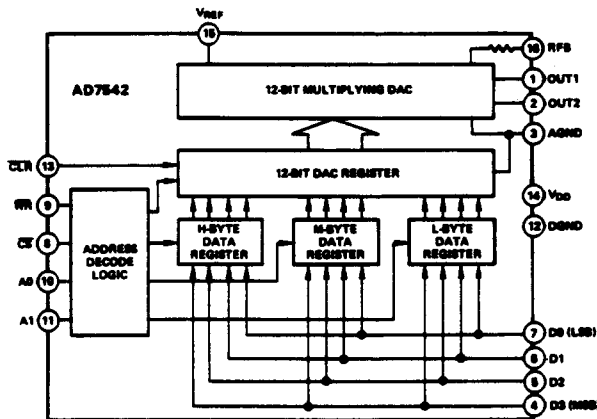 VREF
15
16 RFB
AD7542
12-BIT MULTIPLYING DAC
1 OUT1
2 OUT2
3 AGND
CLR 13
12-BIT DAC REGISTER
14 VDD
WR 9
CS 8
12 DGND
ADDRESS
DECODE
LOGIC
H-BYTE
DATA
REGISTER
M-BYTE
DATA
REGISTER
L-BYTE
DATA
REGISTER
A0 10
A1 11
7 D0 (LSB)
6 D1
5 D2
4 D3 (MSB)